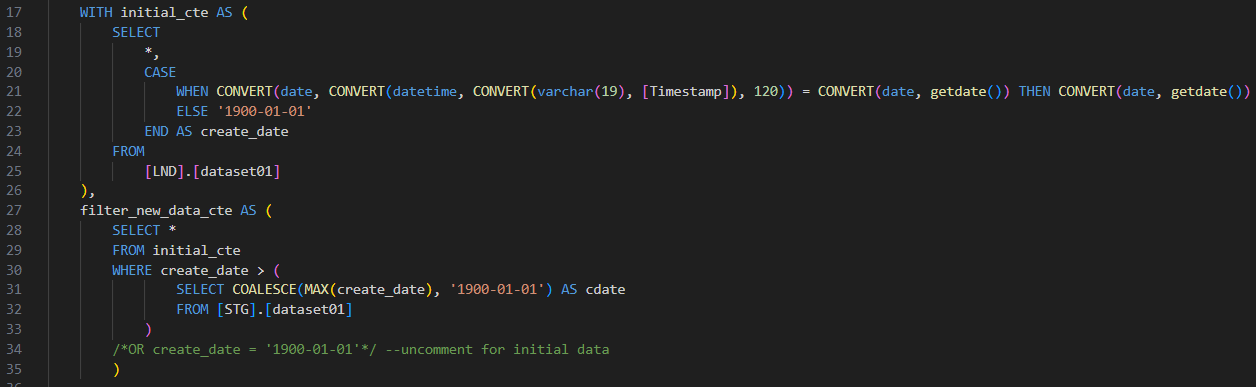 17 WITH initial_cte AS (
18 SELECT
19 *,
20 CASE
21 WHEN CONVERT(date, CONVERT(datetime, CONVERT(varchar(19), [Timestamp]), 120)) = CONVERT(date, getdate()) THEN CONVERT(date, getdate())
22 ELSE '1900-01-01'
23 END AS create_date
24 FROM
25 [LND].[dataset01]
26 ),
27 filter_new_data_cte AS (
28 SELECT *
29 FROM initial_cte
30 WHERE create_date > (
31 SELECT COALESCE(MAX(create_date), '1900-01-01') AS cdate
32 FROM [STG].[dataset01]
33 )
34 /*OR create_date = '1900-01-01'*/ --uncomment for initial data
35 )